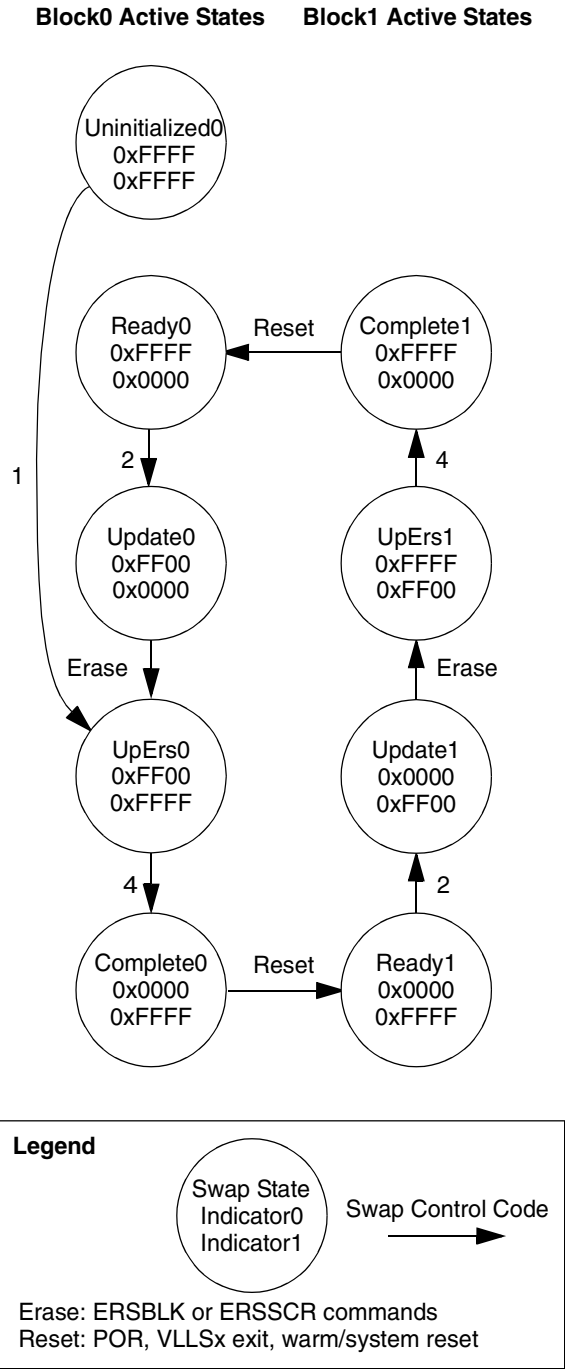 Block0 Active States
Block1 Active States
Uninitialized0
0xFFFF
0xFFFF
Ready0
0xFFFF
0x0000
Reset
Complete1
0xFFFF
0x0000
1
2
4
Update0
0xFF00
0x0000
UpErs1
0xFFFF
0xFF00
Erase
Erase
UpErs0
0xFF00
0xFFFF
Update1
0x0000
0xFF00
4
2
Complete0
0x0000
0xFFFF
Reset
Ready1
0x0000
0xFFFF
Legend
Swap State
Indicator0
Indicator1
Swap Control Code
Erase: ERSBLK or ERSSCR commands
Reset: POR, VLLSx exit, warm/system reset